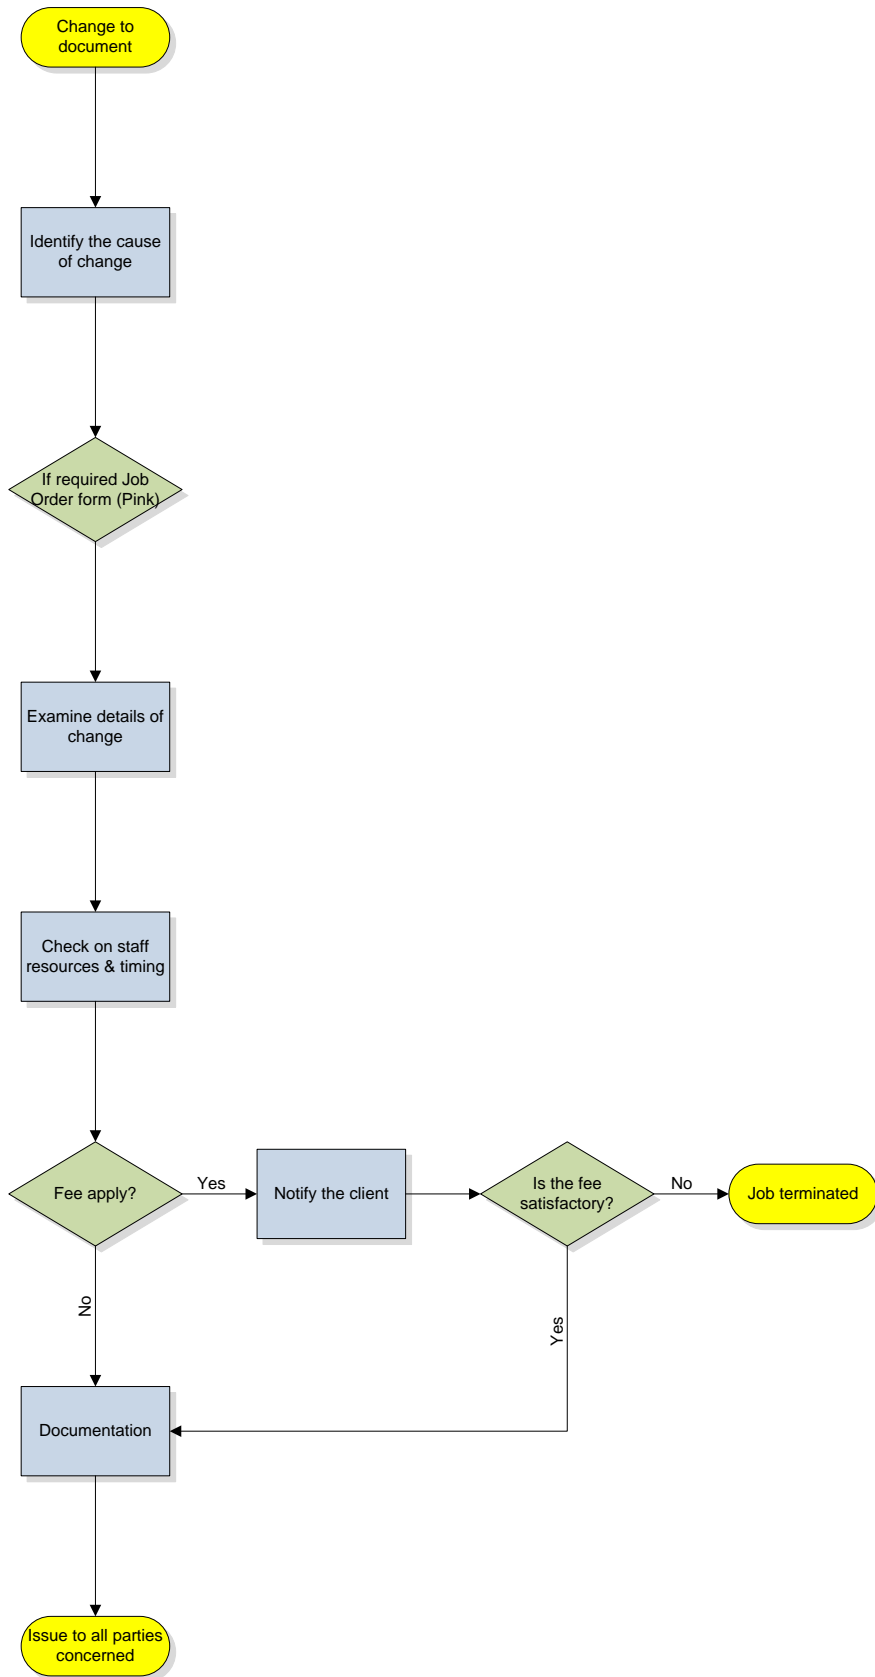 Change to
document
Identify the cause
of change
If required Job
Order form (Pink)
Examine details of
change
Check on staff
resources & timing
Fee apply?
Yes
Notify the client
Is the fee
satisfactory?
No
Job terminated
No
Yes
Documentation
Issue to all parties
concerned